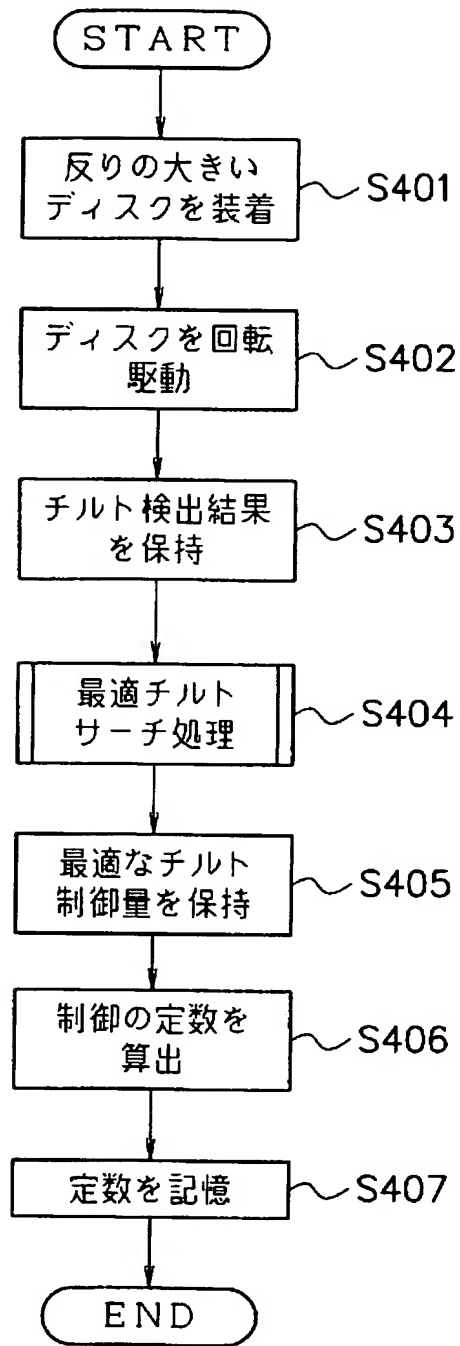 START
反りの大きい
ディスクを装着
S401
ディスクを回転
駆動
S402
チルト検出結果
を保持
S403
最適チルト
サーチ処理
S404
最適なチルト
制御量を保持
S405
制御の定数を
算出
S406
定数を記憶
S407
END